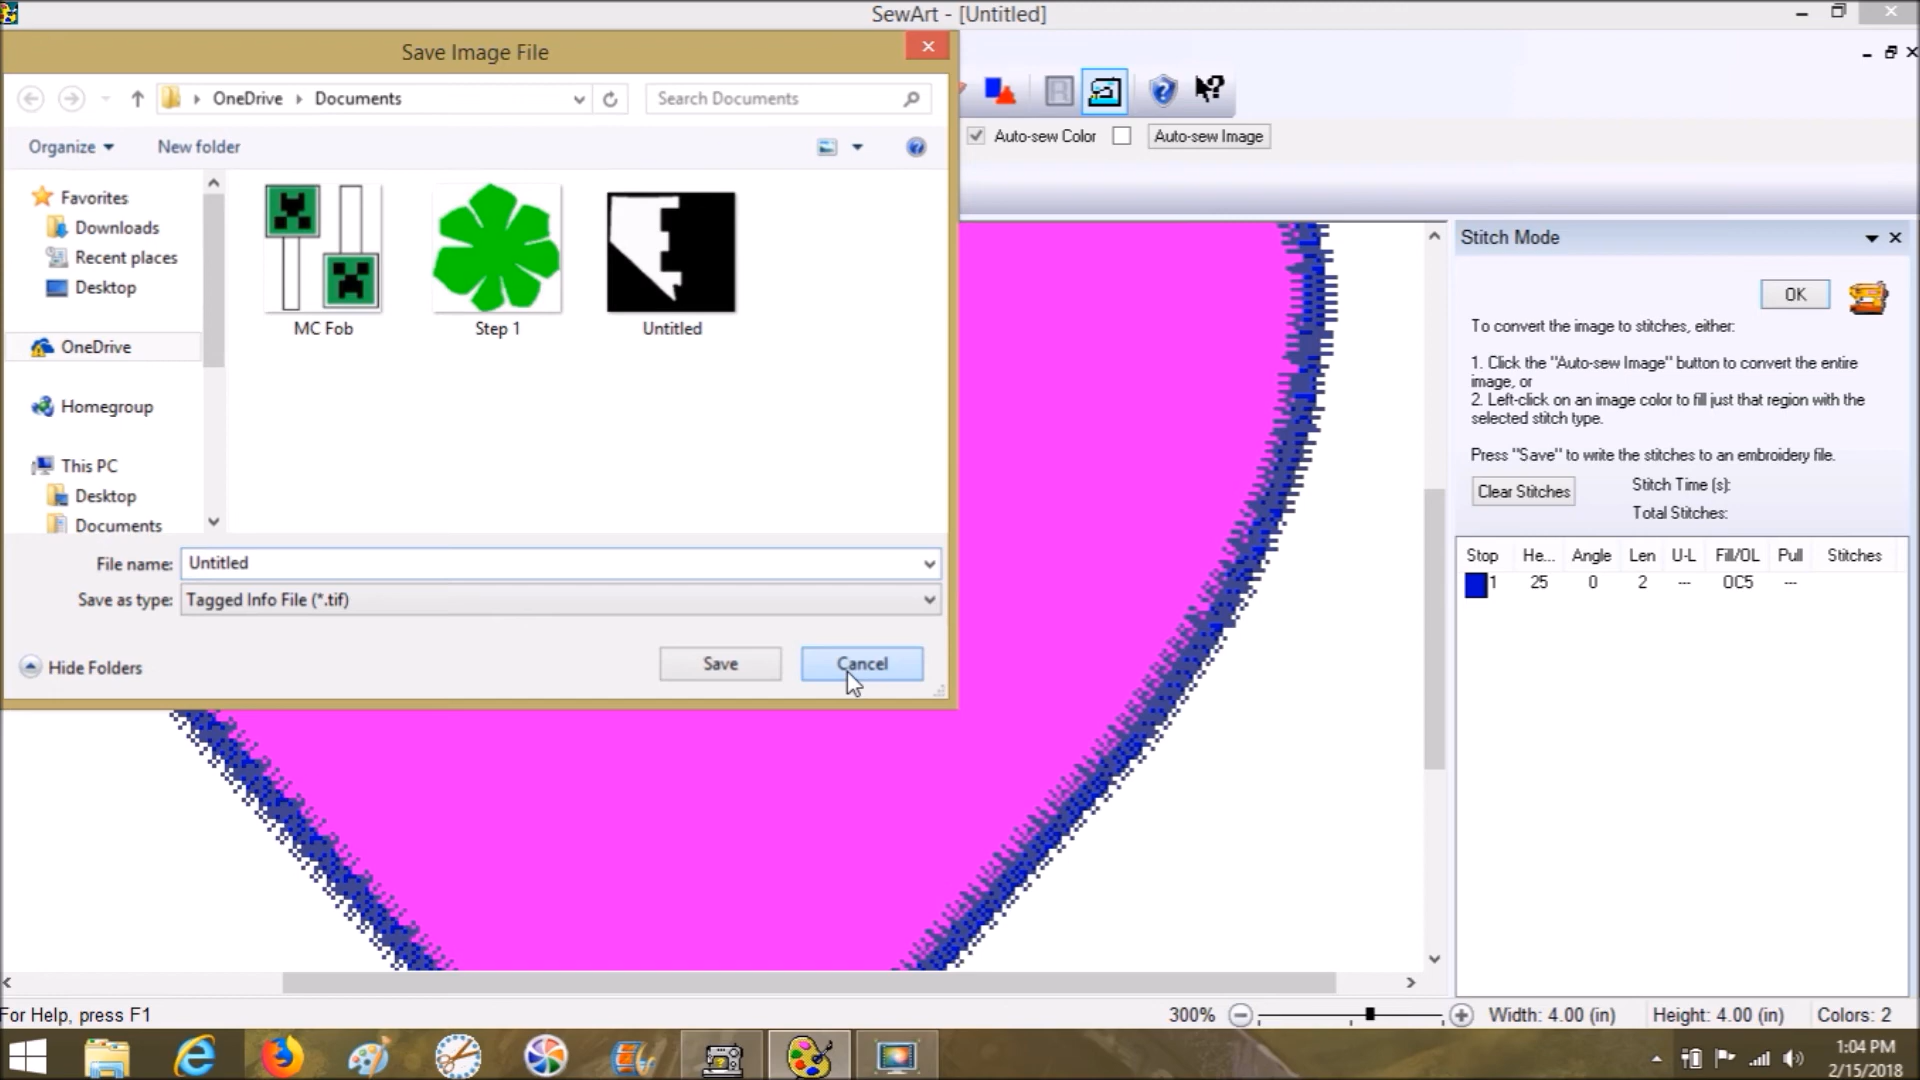 SewArt - [Untitled]
Save Image File
OneDrive
Documents
Search Documents
Organize
New folder
Auto-sew Color
Auto-sew Image
Favorites
Downloads
Recent places
Desktop
OneDrive
Homegroup
This PC
Desktop
Documents
MC Fob
Step 1
Untitled
File name: Untitled
Save as type: Tagged Info File (*.tif)
Hide Folders
Save
Cancel
Stitch Mode
OK
To convert the image to stitches, either:
1. Click the "Auto-sew Image" button to convert the entire
image, or
2. Left-click on an image color to fill just that region with the
selected stitch type.
Press "Save" to write the stitches to an embroidery file.
Clear Stitches
Stitch Time (s):
Total Stitches:
Stop He... Angle Len U-L Fill/OL Pull Stitches
1 25 0 2 --- OC5 ---
For Help, press F1
300%
Width: 4.00 (in)
Height: 4.00 (in)
Colors: 2
1:04 PM
2/15/2018